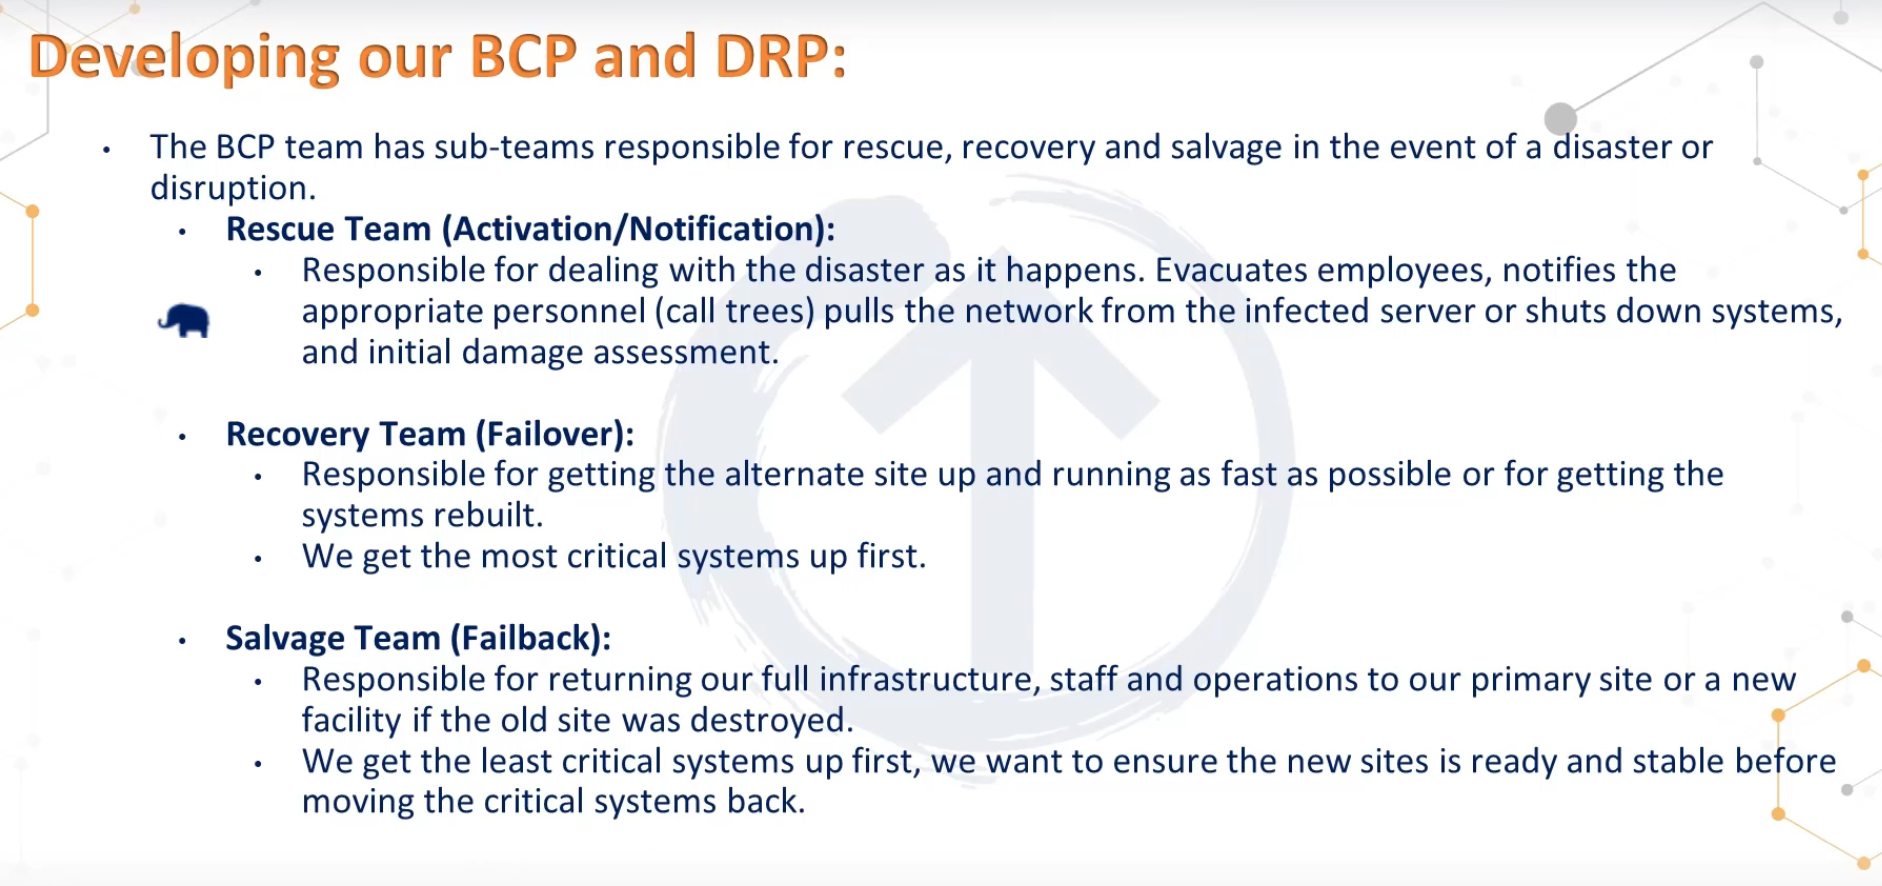 Developing our BCP and DRP:
• The BCP team has sub-teams responsible for rescue, recovery and salvage in the event of a disaster or
disruption.
• Rescue Team (Activation/Notification):
• Responsible for dealing with the disaster as it happens. Evacuates employees, notifies the
appropriate personnel (call trees) pulls the network from the infected server or shuts down systems,
and initial damage assessment.
• Recovery Team (Failover):
• Responsible for getting the alternate site up and running as fast as possible or for getting the
systems rebuilt.
• We get the most critical systems up first.
• Salvage Team (Failback):
• Responsible for returning our full infrastructure, staff and operations to our primary site or a new
facility if the old site was destroyed.
• We get the least critical systems up first, we want to ensure the new sites is ready and stable before
moving the critical systems back.